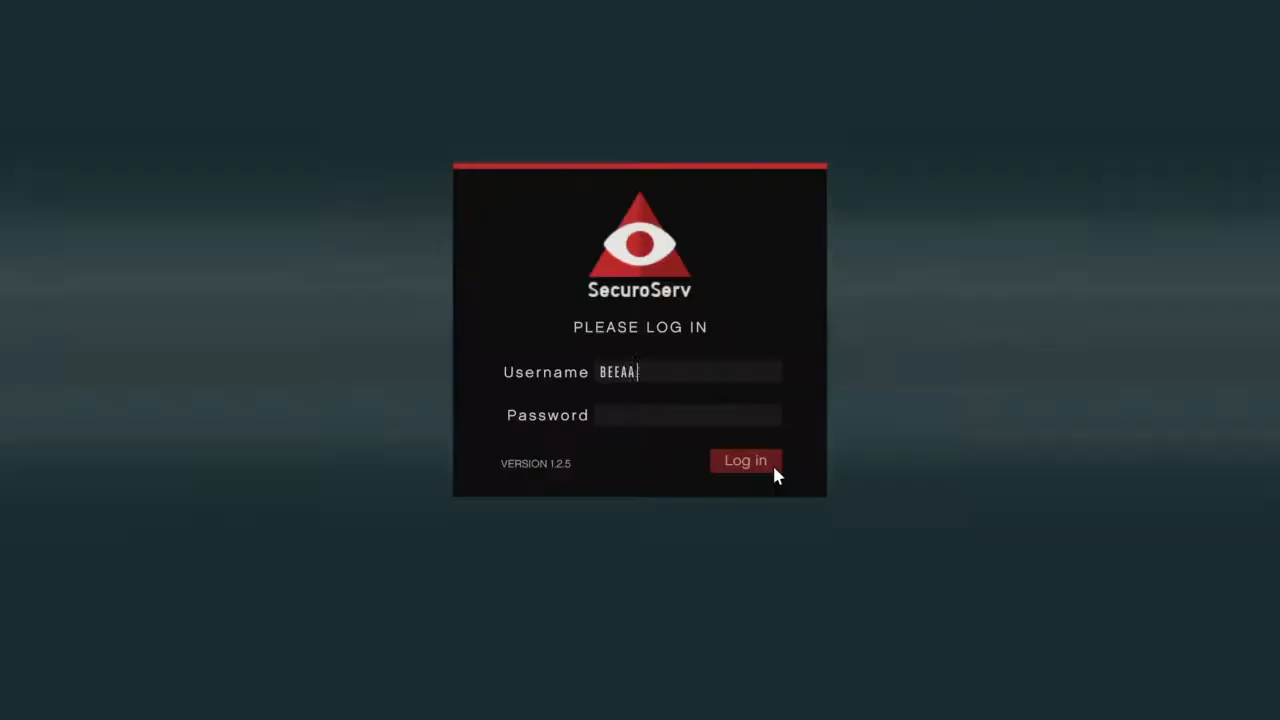 SecuroServ
PLEASE LOG IN
Username BEEAA
Password
VERSION 1.2.5 Log in